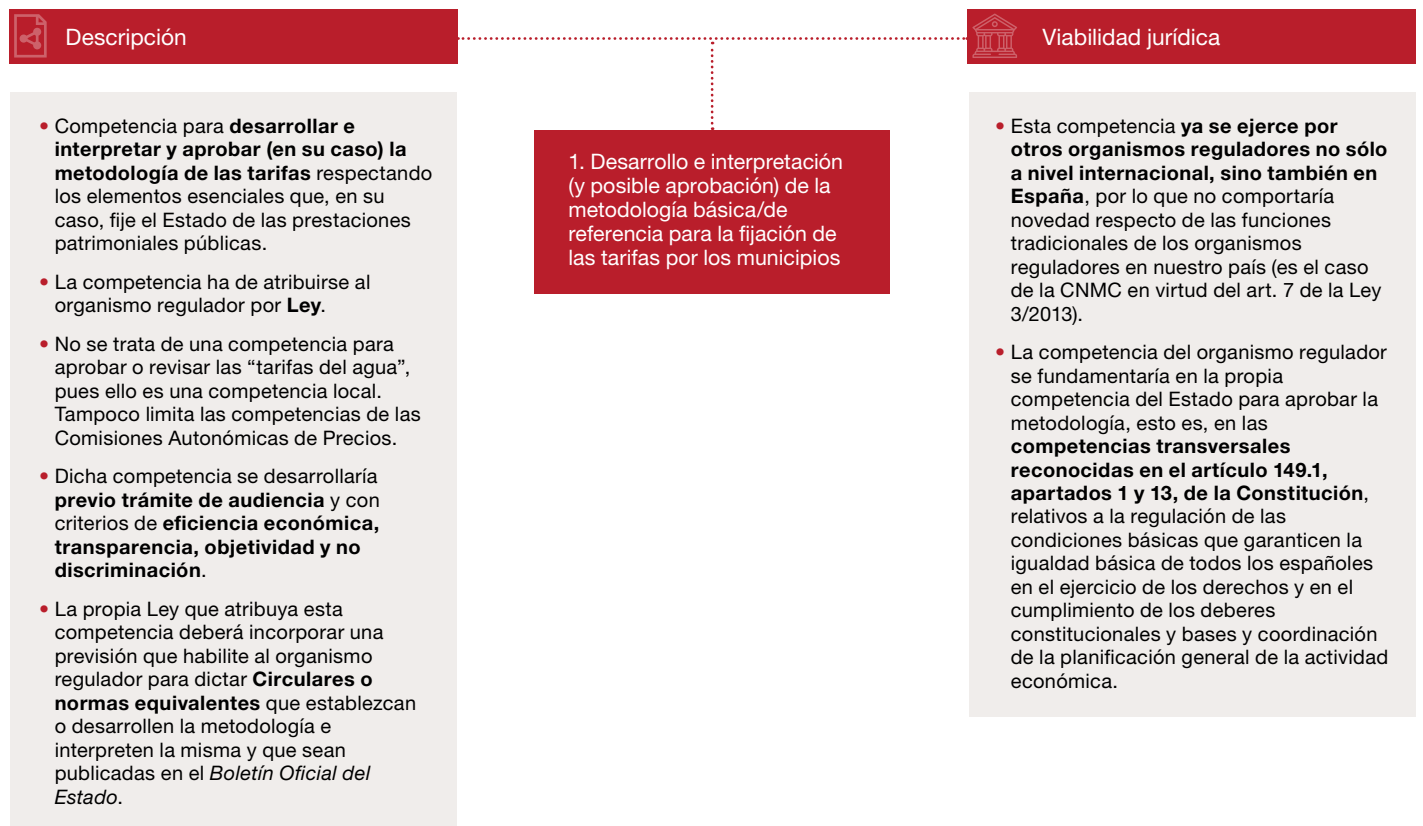 Descripción
• Competencia para desarrollar e
interpretar y aprobar (en su caso) la
metodología de las tarifas respectando
los elementos esenciales que, en su
caso, fije el Estado de las prestaciones
patrimoniales públicas.
• La competencia ha de atribuirse al
organismo regulador por Ley.
• No se trata de una competencia para
aprobar o revisar las “tarifas del agua”,
pues ello es una competencia local.
Tampoco limita las competencias de las
Comisiones Autonómicas de Precios.
• Dicha competencia se desarrollaría
previo trámite de audiencia y con
criterios de eficiencia económica,
transparencia, objetividad y no
discriminación.
• La propia Ley que atribuya esta
competencia deberá incorporar una
previsión que habilite al organismo
regulador para dictar Circulares o
normas equivalentes que establezcan
o desarrollen la metodología e
interpreten la misma y que sean
publicadas en el Boletín Oficial del
Estado.
1. Desarrollo e interpretación
(y posible aprobación) de la
metodología básica/de
referencia para la fijación de
las tarifas por los municipios
Viabilidad jurídica
• Esta competencia ya se ejerce por
otros organismos reguladores no sólo
a nivel internacional, sino también en
España, por lo que no comportaría
novedad respecto de las funciones
tradicionales de los organismos
reguladores en nuestro país (es el caso
de la CNMC en virtud del art. 7 de la Ley
3/2013).
• La competencia del organismo regulador
se fundamentaría en la propia
competencia del Estado para aprobar la
metodología, esto es, en las
competencias transversales
reconocidas en el artículo 149.1,
apartados 1 y 13, de la Constitución,
relativos a la regulación de las
condiciones básicas que garanticen la
igualdad básica de todos los españoles
en el ejercicio de los derechos y en el
cumplimiento de los deberes
constitucionales y bases y coordinación
de la planificación general de la actividad
económica.